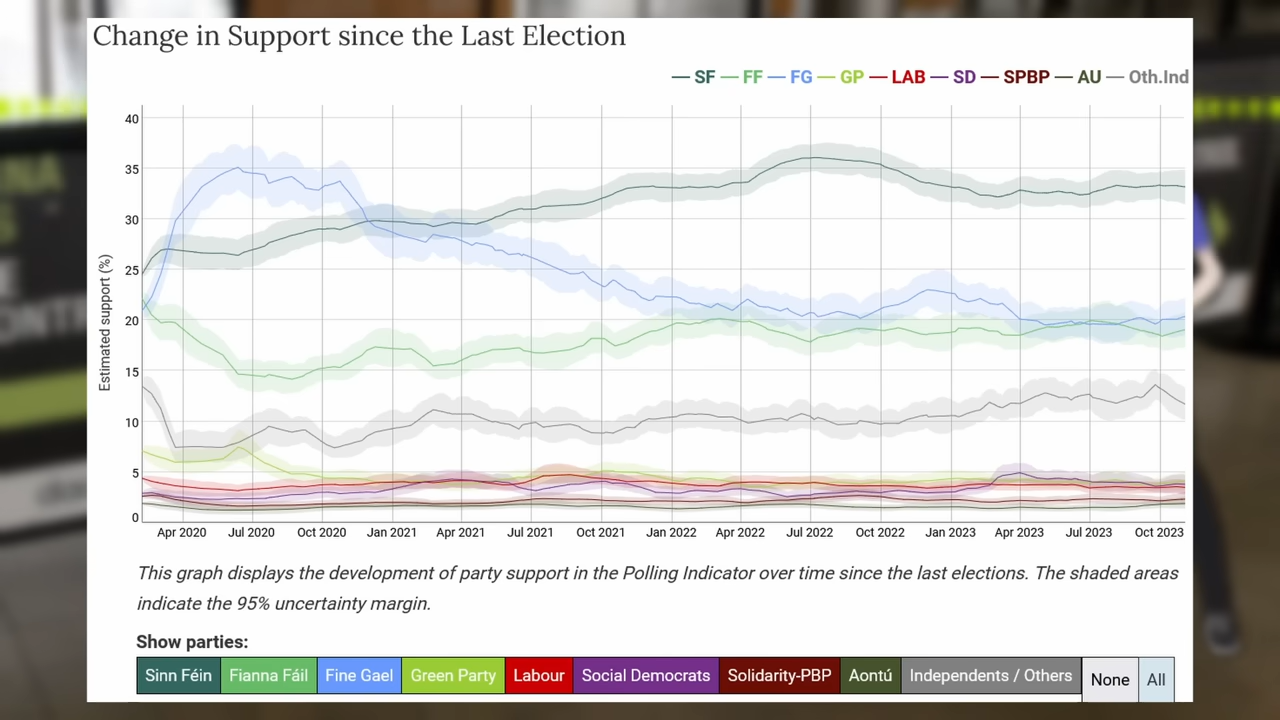 Change in Support since the Last Election
SF FF FG GP LAB SD SPBP AU Oth.Ind
Estimated support (%)
40
35
30
25
20
15
10
5
0
Apr 2020 Jul 2020 Oct 2020 Jan 2021 Apr 2021 Jul 2021 Oct 2021 Jan 2022 Apr 2022 Jul 2022 Oct 2022 Jan 2023 Apr 2023 Jul 2023 Oct 2023
This graph displays the development of party support in the Polling Indicator over time since the last elections. The shaded areas
indicate the 95% uncertainty margin.
Show parties:
Sinn Féin Fianna Fáil Fine Gael Green Party Labour Social Democrats Solidarity-PBP Aontú Independents / Others None All